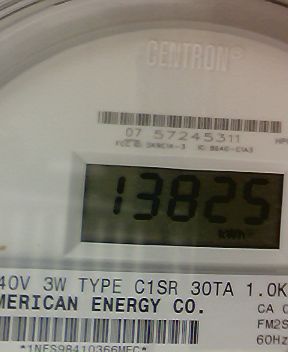 CENTRON®
07 57245311
13825
kWh
40V 3W TYPE C1SR 30TA 1.0K
MERICAN ENERGY CO.
CA
FM2S
60Hz